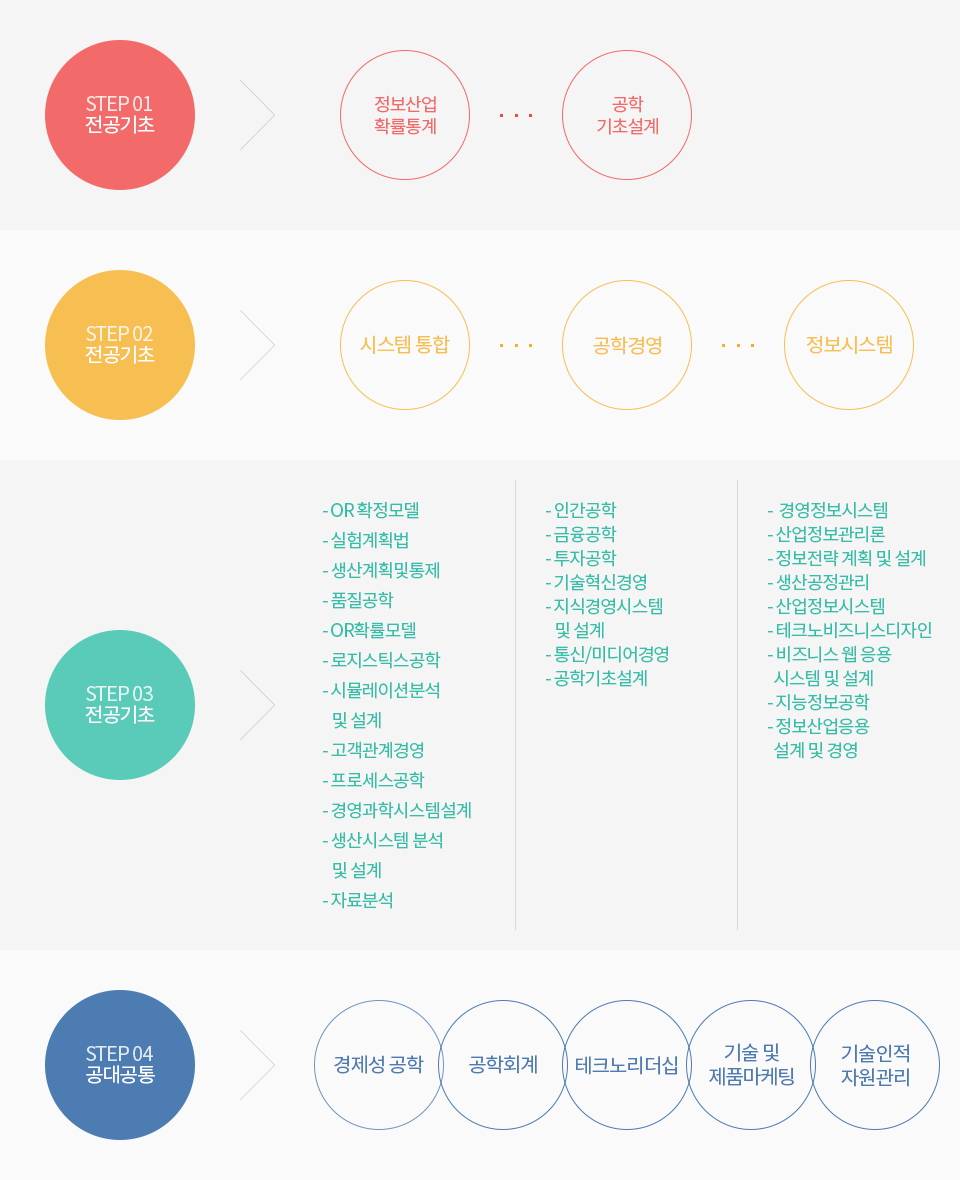 STEP 01
전공기초
정보산업
확률통계
공학
기초설계
STEP 02
전공기초
시스템 통합
공학경영
정보시스템
STEP 03
전공기초
- OR 확정모델
- 실험계획법
- 생산계획및통제
- 품질공학
- OR확률모델
- 로지스틱스공학
- 시뮬레이션분석
및 설계
- 고객관계경영
- 프로세스공학
- 경영과학시스템설계
- 생산시스템 분석
및 설계
- 자료분석
- 인간공학
- 금융공학
- 투자공학
- 기술혁신경영
- 지식경영시스템
및 설계
- 통신/미디어경영
- 공학기초설계
- 경영정보시스템
- 산업정보관리론
- 정보전략 계획 및 설계
- 생산공정관리
- 산업정보시스템
- 테크노비즈니스디자인
- 비즈니스 웹 응용
시스템 및 설계
- 지능정보공학
- 정보산업응용
설계 및 경영
STEP 04
공대공통
경제성 공학
공학회계
테크노리더십
기술 및
제품마케팅
기술인적
자원관리